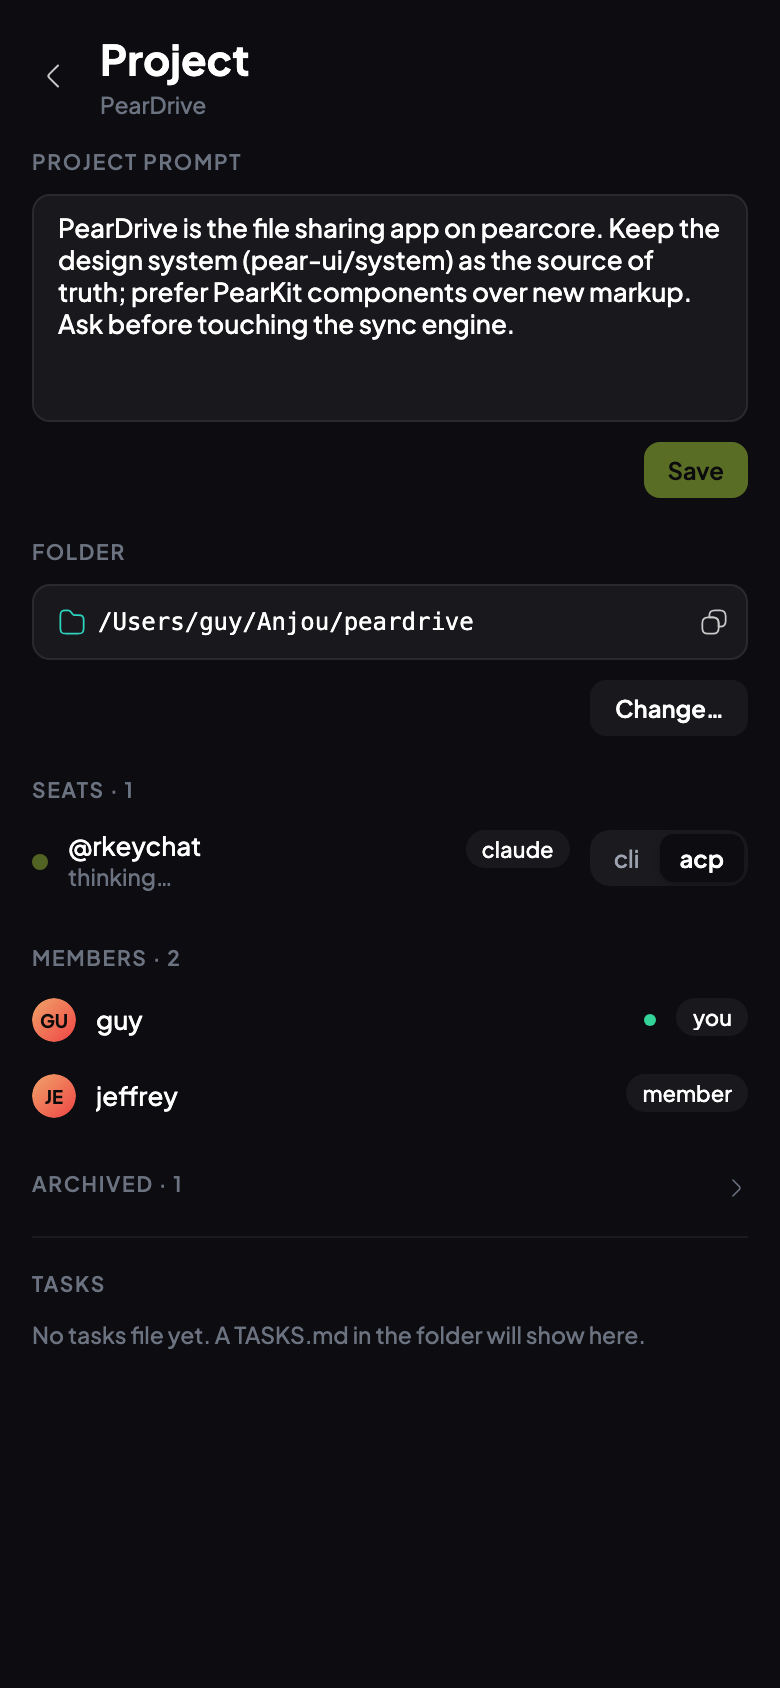 Project
PearDrive
PROJECT PROMPT
PearDrive is the file sharing app on pearcore. Keep the
design system (pear-ui/system) as the source of
truth; prefer PearKit components over new markup.
Ask before touching the sync engine.
Save
FOLDER
/Users/guy/Anjou/peardrive
Change…
SEATS · 1
@rkeychat claude cli acp
thinking…
MEMBERS · 2
GU guy you
JE jeffrey member
ARCHIVED · 1
TASKS
No tasks file yet. A TASKS.md in the folder will show here.